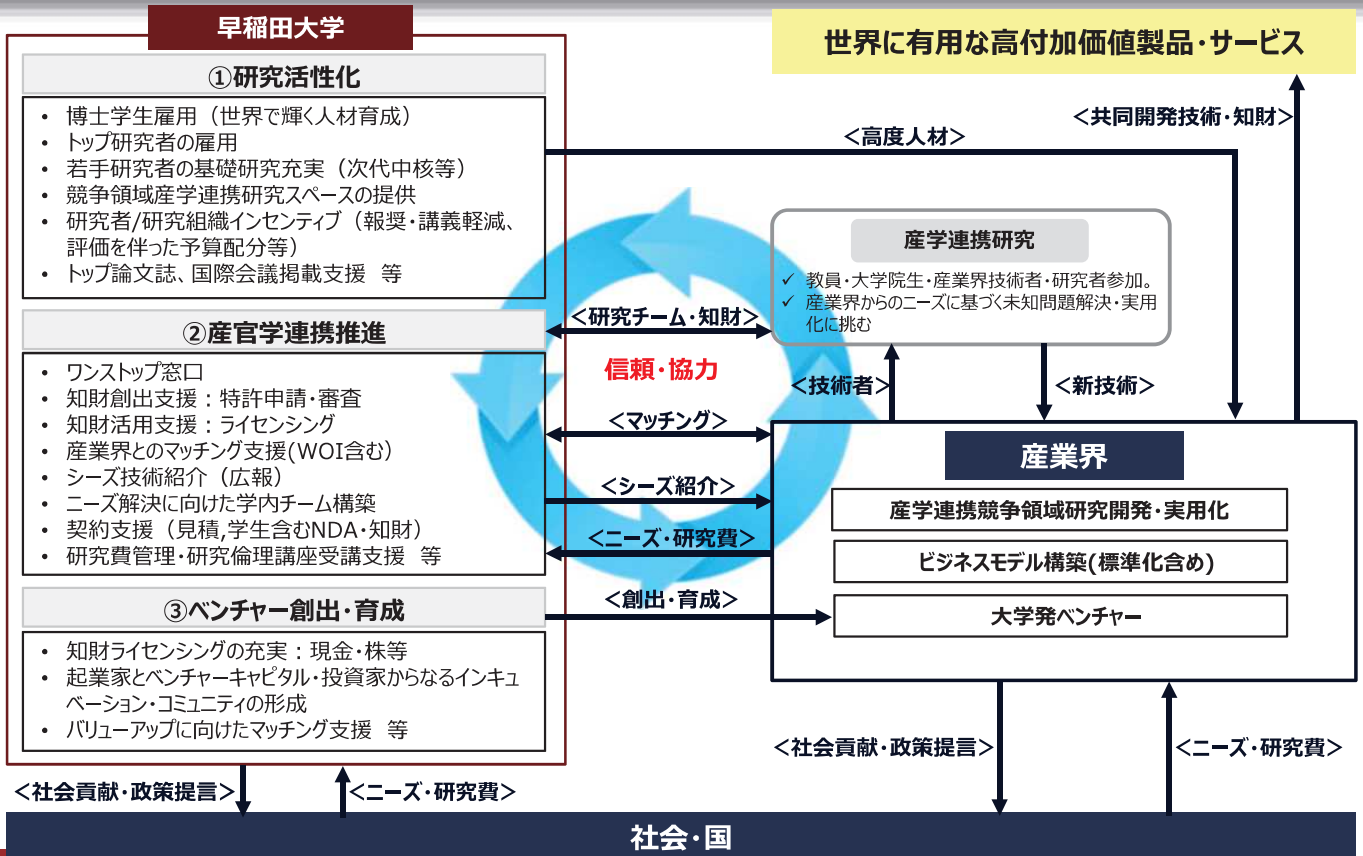 早稲田大学
①研究活性化
• 博士学生雇用（世界で輝く人材育成）
• トップ研究者の雇用
• 若手研究者の基礎研究充実（次代中核等）
• 競争領域産学連携研究スペースの提供
• 研究者/研究組織インセンティブ（報奨・講義軽減、
評価を伴った予算配分等）
• トップ論文誌、国際会議掲載支援 等
②産官学連携推進
• ワンストップ窓口
• 知財創出支援：特許申請・審査
• 知財活用支援：ライセンシング
• 産業界とのマッチング支援(WOI含む）
• シーズ技術紹介（広報）
• ニーズ解決に向けた学内チーム構築
• 契約支援（見積,学生含むNDA・知財）
• 研究費管理・研究倫理講座受講支援 等
③ベンチャー創出・育成
• 知財ライセンシングの充実：現金・株等
• 起業家とベンチャーキャピタル・投資家からなるインキュ
ベーション・コミュニティの形成
• バリューアップに向けたマッチング支援 等
世界に有用な高付加価値製品・サービス
＜共同開発技術・知財＞
＜高度人材＞
産学連携研究
✓ 教員・大学院生・産業界技術者・研究者参加。
✓ 産業界からのニーズに基づく未知問題解決・実用
化に挑む
＜研究チーム・知財＞
信頼・協力
＜技術者＞
＜新技術＞
＜マッチング＞
＜シーズ紹介＞
＜ニーズ・研究費＞
＜創出・育成＞
産業界
産学連携競争領域研究開発・実用化
ビジネスモデル構築(標準化含め)
大学発ベンチャー
＜社会貢献・政策提言＞
＜ニーズ・研究費＞
＜社会貢献・政策提言＞
＜ニーズ・研究費＞
社会・国